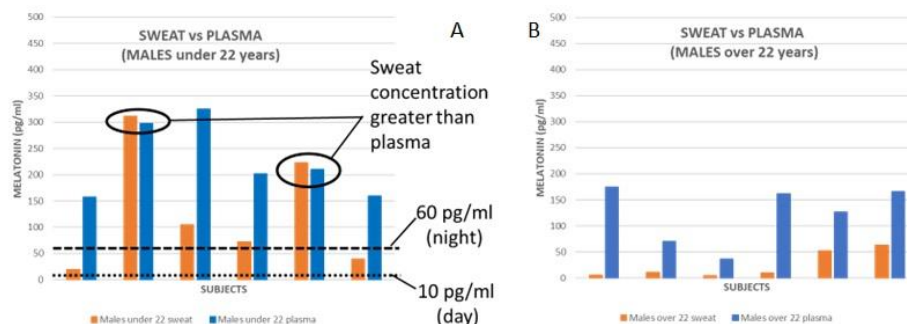 A
SWEAT vs PLASMA
(MALES under 22 years)
500
450
400
350
300
250
200
150
100
50
0
MELATONIN (pg/ml)
Sweat
concentration
greater than
plasma
60 pg/ml
(night)
10 pg/ml
(day)
SUBJECTS
Males under 22 sweat
Males under 22 plasma
B
SWEAT vs PLASMA
(MALES over 22 years)
500
450
400
350
300
250
200
150
100
50
0
MELATONIN (pg/ml)
SUBJECTS
Males over 22 sweat
Males over 22 plasma